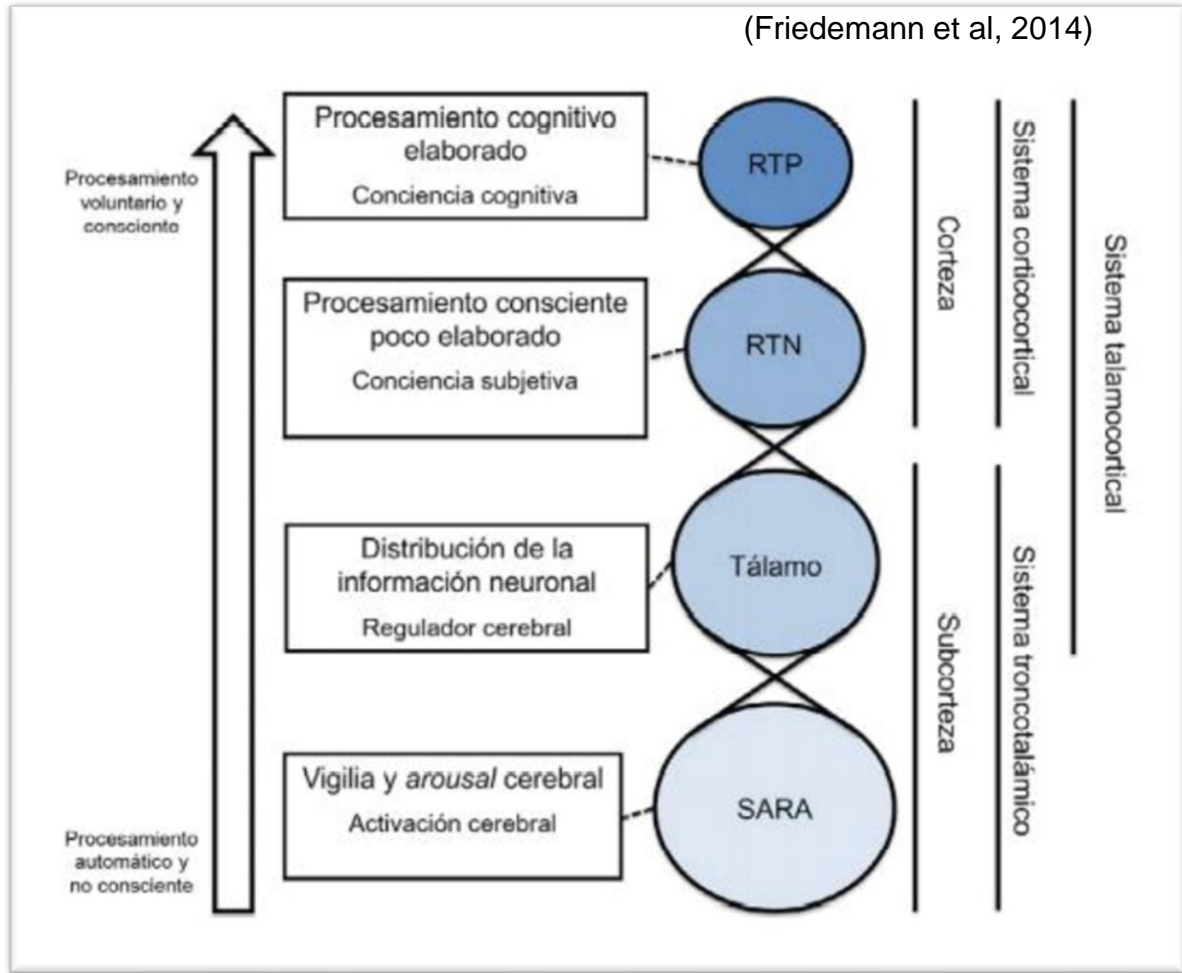 (Friedemann et al, 2014)
Procesamiento
voluntario y
consciente
Procesamiento cognitivo
elaborado
Conciencia cognitiva
RTP
Procesamiento consciente
poco elaborado
Conciencia subjetiva
RTN
Distribución de la
información neuronal
Regulador cerebral
Tálamo
Vigilia y arousal cerebral
Activación cerebral
SARA
Procesamiento
automático y
no consciente
Corteza
Subcorteza
Sistema corticocortical
Sistema troncotalámico
Sistema talamocortical